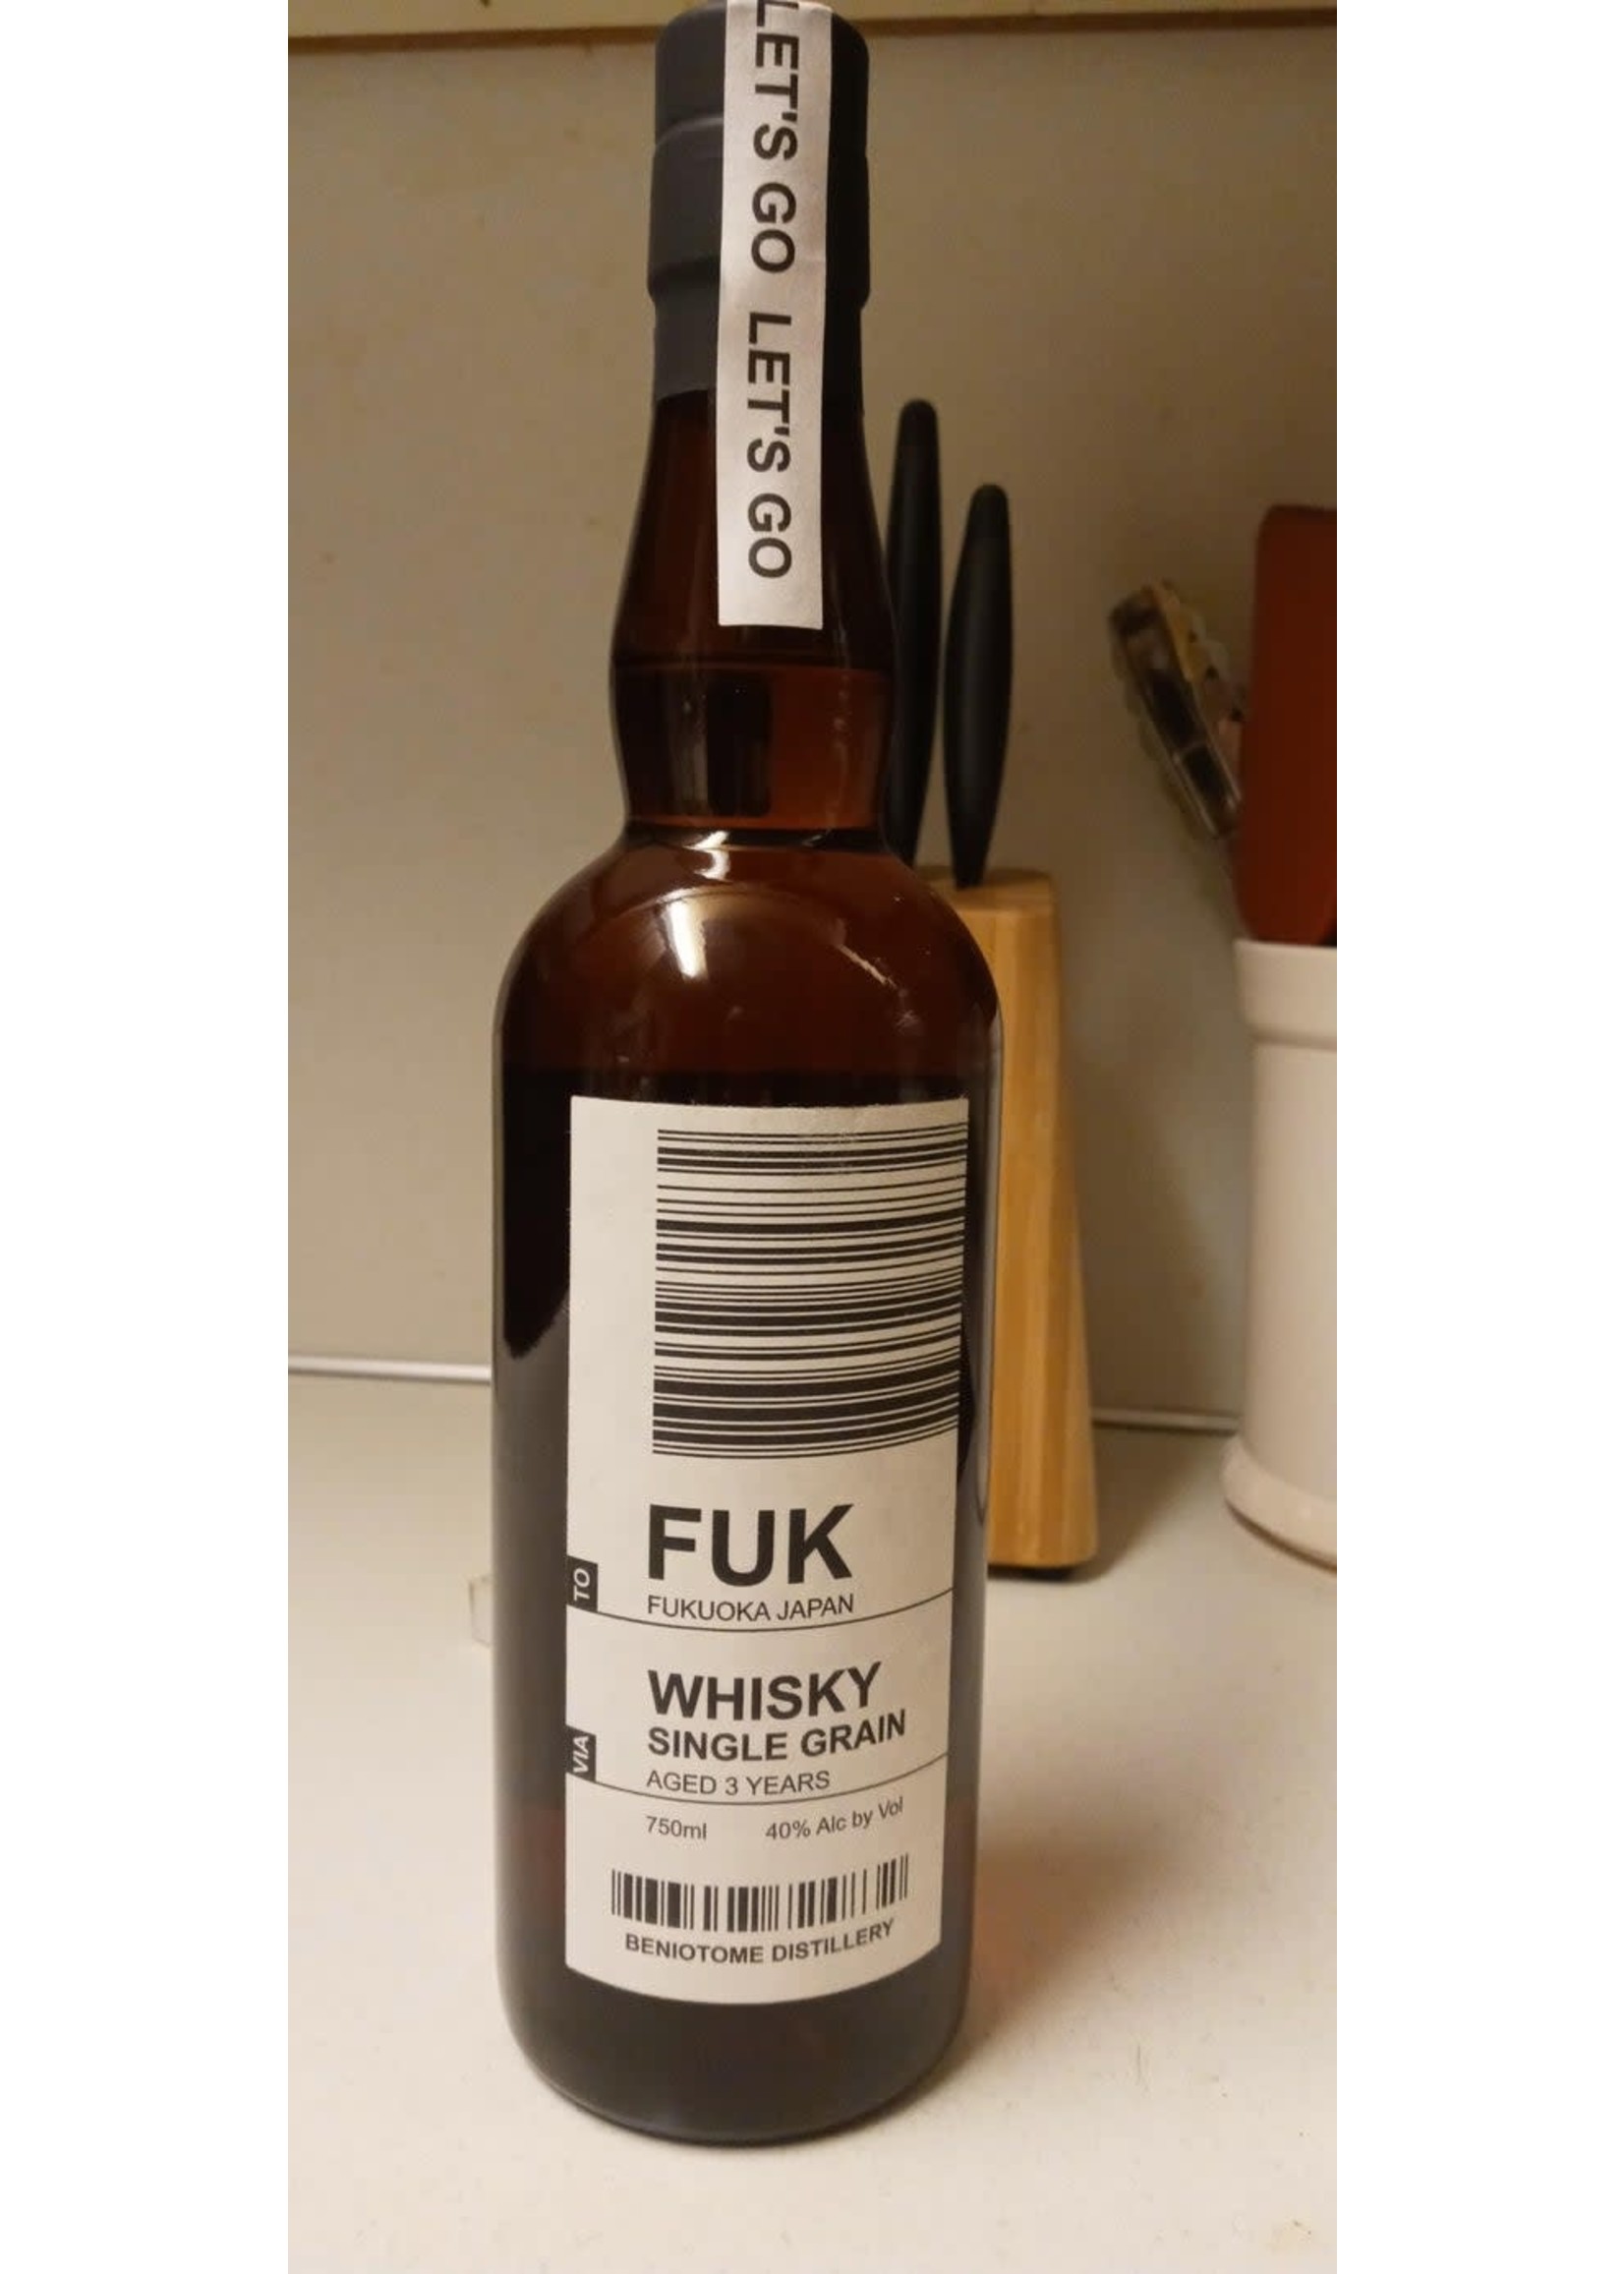 LET'S GO LET'S GO
FUK
TO
FUKUOKA JAPAN
WHISKY
SINGLE GRAIN
VIA
AGED 3 YEARS
750ml 40% Alc by Vol
BENIOTOME DISTILLERY